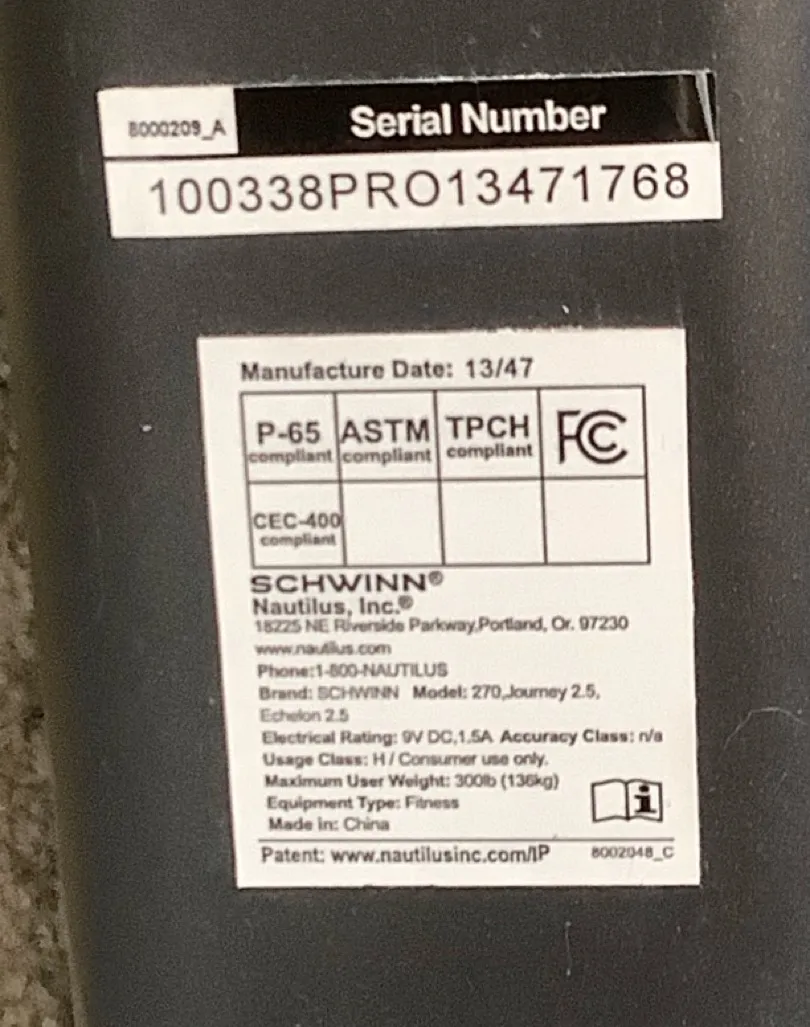 8000209_A Serial Number
100338PRO13471768
Manufacture Date: 13/47
P-65 ASTM TPCH FC
compliant compliant compliant
CEC-400
compliant
SCHWINN®
Nautilus, Inc.®
18225 NE Riverside Parkway,Portland, Or. 97230
www.nautilus.com
Phone:1-800-NAUTILUS
Brand: SCHWINN Model: 270,Journey 2.5,
Echelon 2.5
Electrical Rating: 9V DC,1.5A Accuracy Class: n/a
Usage Class: H / Consumer use only.
Maximum User Weight: 300lb (136kg)
Equipment Type: Fitness
Made in: China
Patent: www.nautilusinc.com/IP 8002048_C